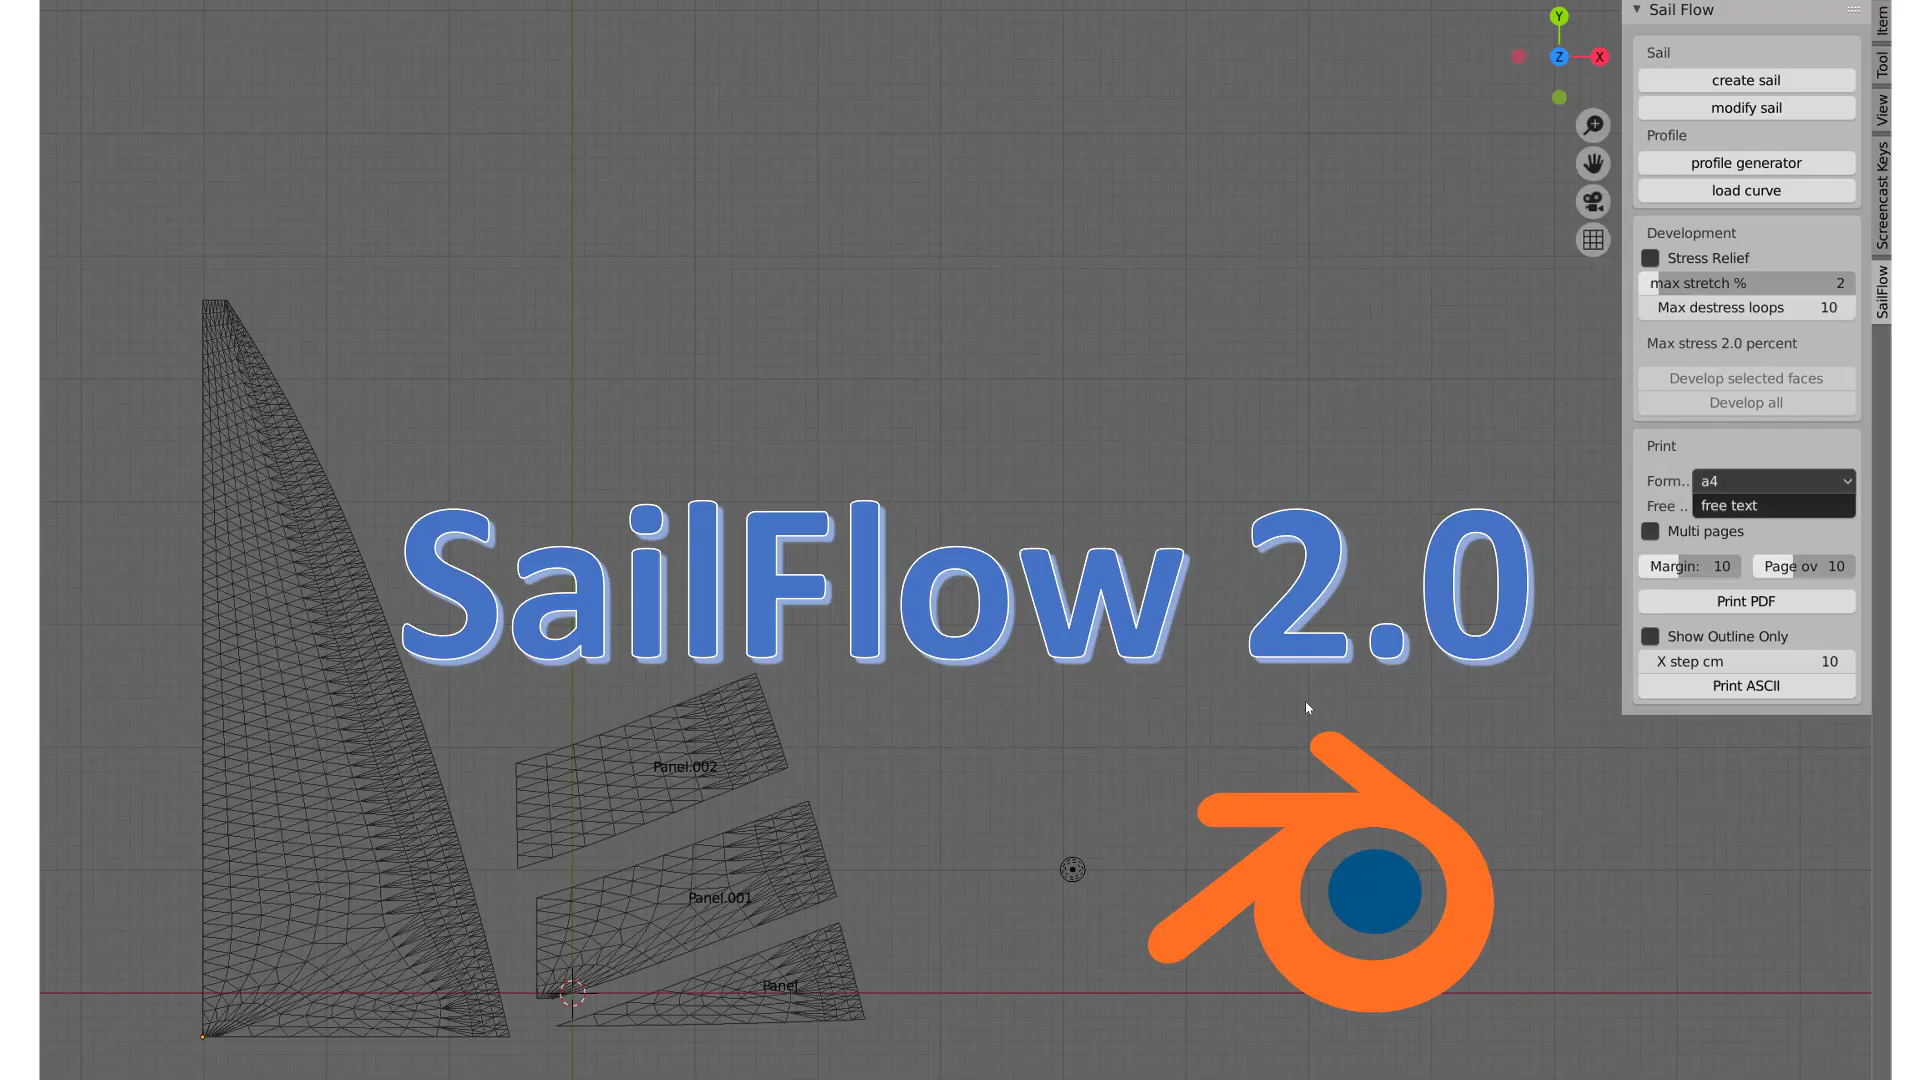 Sail Flow
Sail
create sail
modify sail
Profile
profile generator
load curve
Development
Stress Relief
max stretch % 2
Max destress loops 10
Max stress 2.0 percent
Develop selected faces
Develop all
Print
Form.. a4
Free .. free text
Multi pages
Margin: 10 Page ov 10
Print PDF
Show Outline Only
X step cm 10
Print ASCII
Item
Tool
View
Screencast Keys
SailFlow
Y
Z X
SailFlow 2.0
Panel.002
Panel.001
Panel